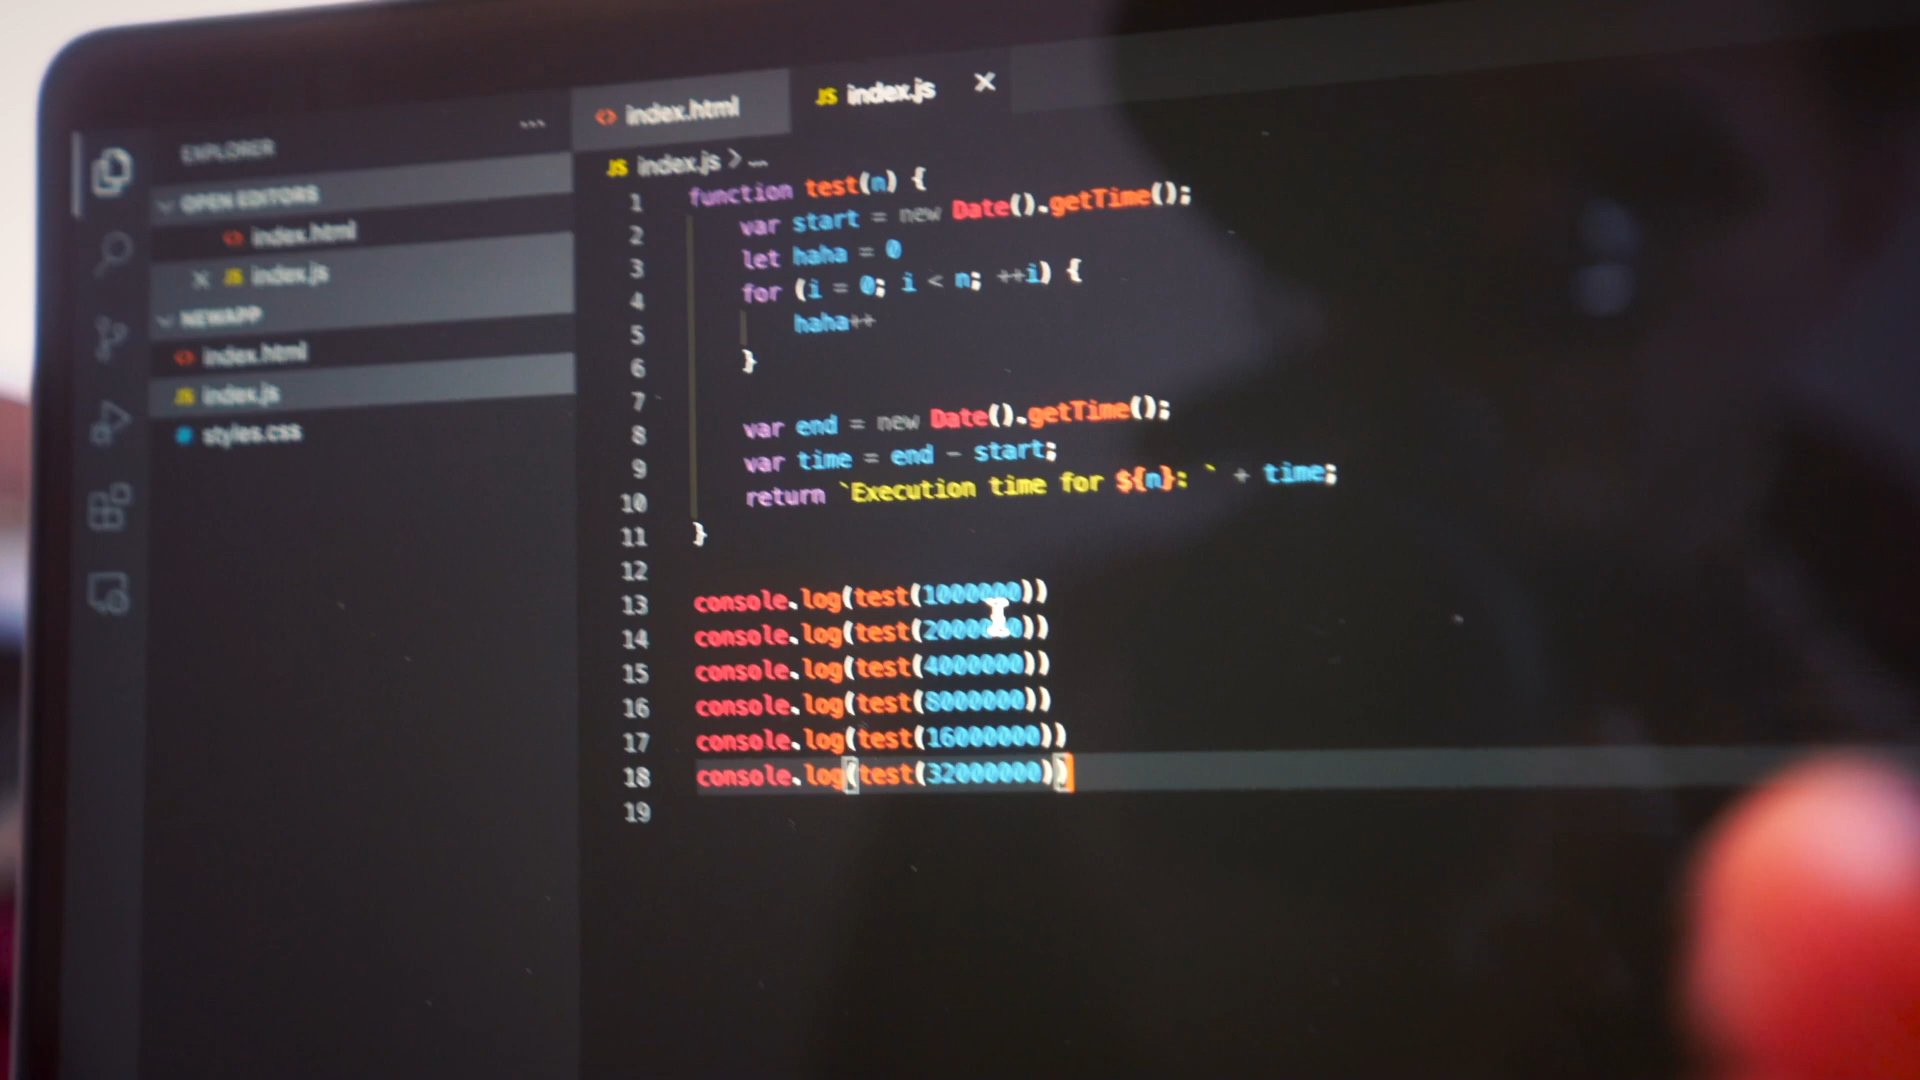 EXPLORER
...
OPEN EDITORS
index.html
JS index.js
NEWAPP
index.html
JS index.js
styles.css
index.html
JS index.js
JS index.js > ...
1 function test(n) {
2 var start = new Date().getTime();
3 let haha = 0
4 for (i = 0; i < n; ++i) {
5 haha++
6 }
7
8 var end = new Date().getTime();
9 var time = end - start;
10 return `Execution time for ${n}: ` + time;
11 }
12
13 console.log(test(1000000))
14 console.log(test(2000000))
15 console.log(test(4000000))
16 console.log(test(8000000))
17 console.log(test(16000000))
18 console.log(test(32000000))
19